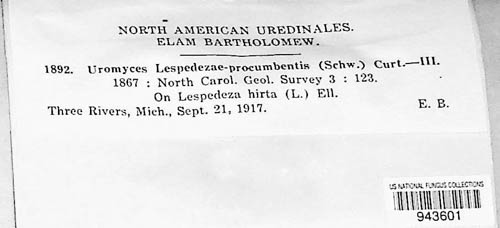 NORTH AMERICAN UREDINALES.
ELAM BARTHOLOMEW.
1892. Uromyces Lespedezae-procumbentis (Schw.) Curt.—III.
1867 : North Carol. Geol. Survey 3 : 123.
On Lespedeza hirta (L.) Ell.
Three Rivers, Mich., Sept. 21, 1917. E. B.
US NATIONAL FUNGUS COLLECTIONS
943601